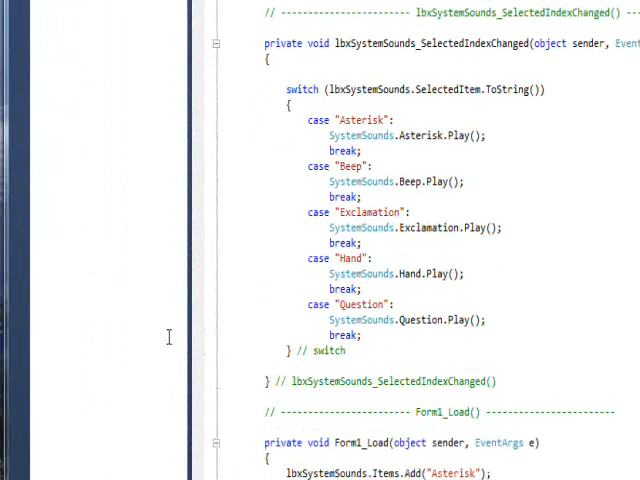 // ------------------------ lbxSystemSounds_SelectedIndexChanged() ---
private void lbxSystemSounds_SelectedIndexChanged(object sender, Event
{
switch (lbxSystemSounds.SelectedItem.ToString())
{
case "Asterisk":
SystemSounds.Asterisk.Play();
break;
case "Beep":
SystemSounds.Beep.Play();
break;
case "Exclamation":
SystemSounds.Exclamation.Play();
break;
case "Hand":
SystemSounds.Hand.Play();
break;
case "Question":
SystemSounds.Question.Play();
break;
} // switch
} // lbxSystemSounds_SelectedIndexChanged()
// ------------------------ Form1_Load() ------------------------
private void Form1_Load(object sender, EventArgs e)
{
lbxSystemSounds.Items.Add("Asterisk");